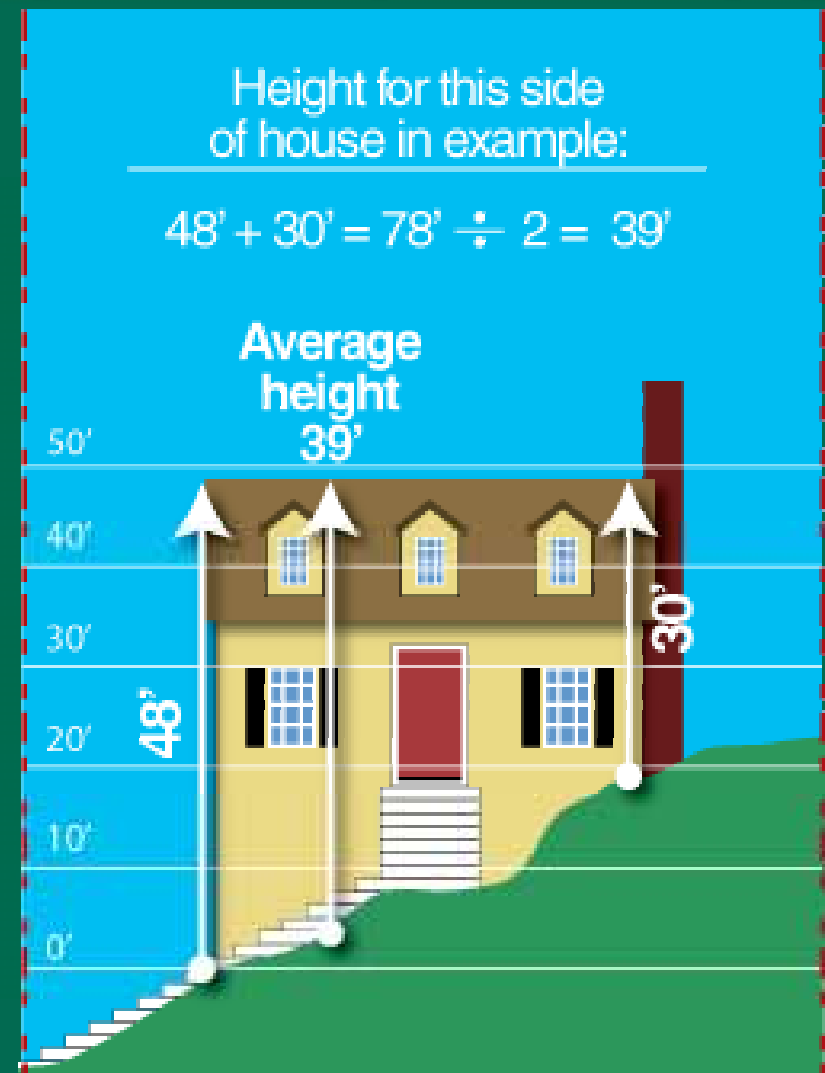 Height for this side
of house in example:
48’ + 30’ = 78’ ÷ 2 = 39’
Average
height
39’
50’
40’
30’
30’
48’
20’
10’
0’